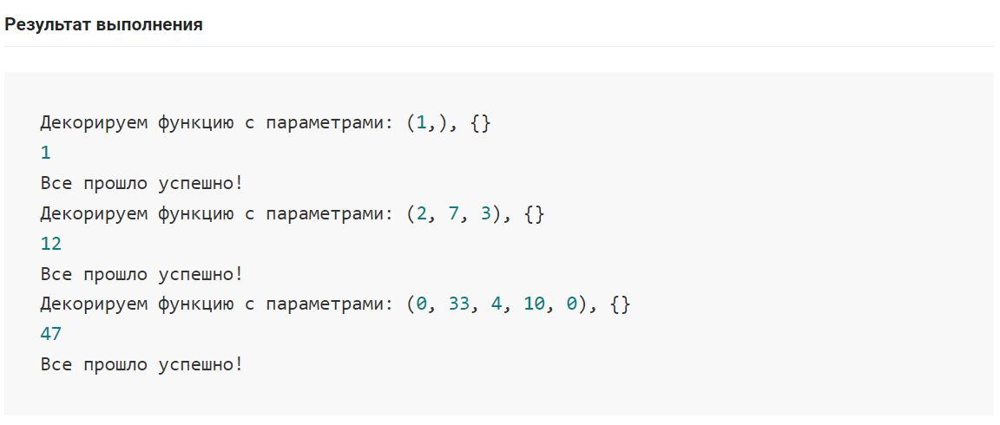 Результат выполнения
Декорируем функцию с параметрами: (1,), {}
1
Все прошло успешно!
Декорируем функцию с параметрами: (2, 7, 3), {}
12
Все прошло успешно!
Декорируем функцию с параметрами: (0, 33, 4, 10, 0), {}
47
Все прошло успешно!